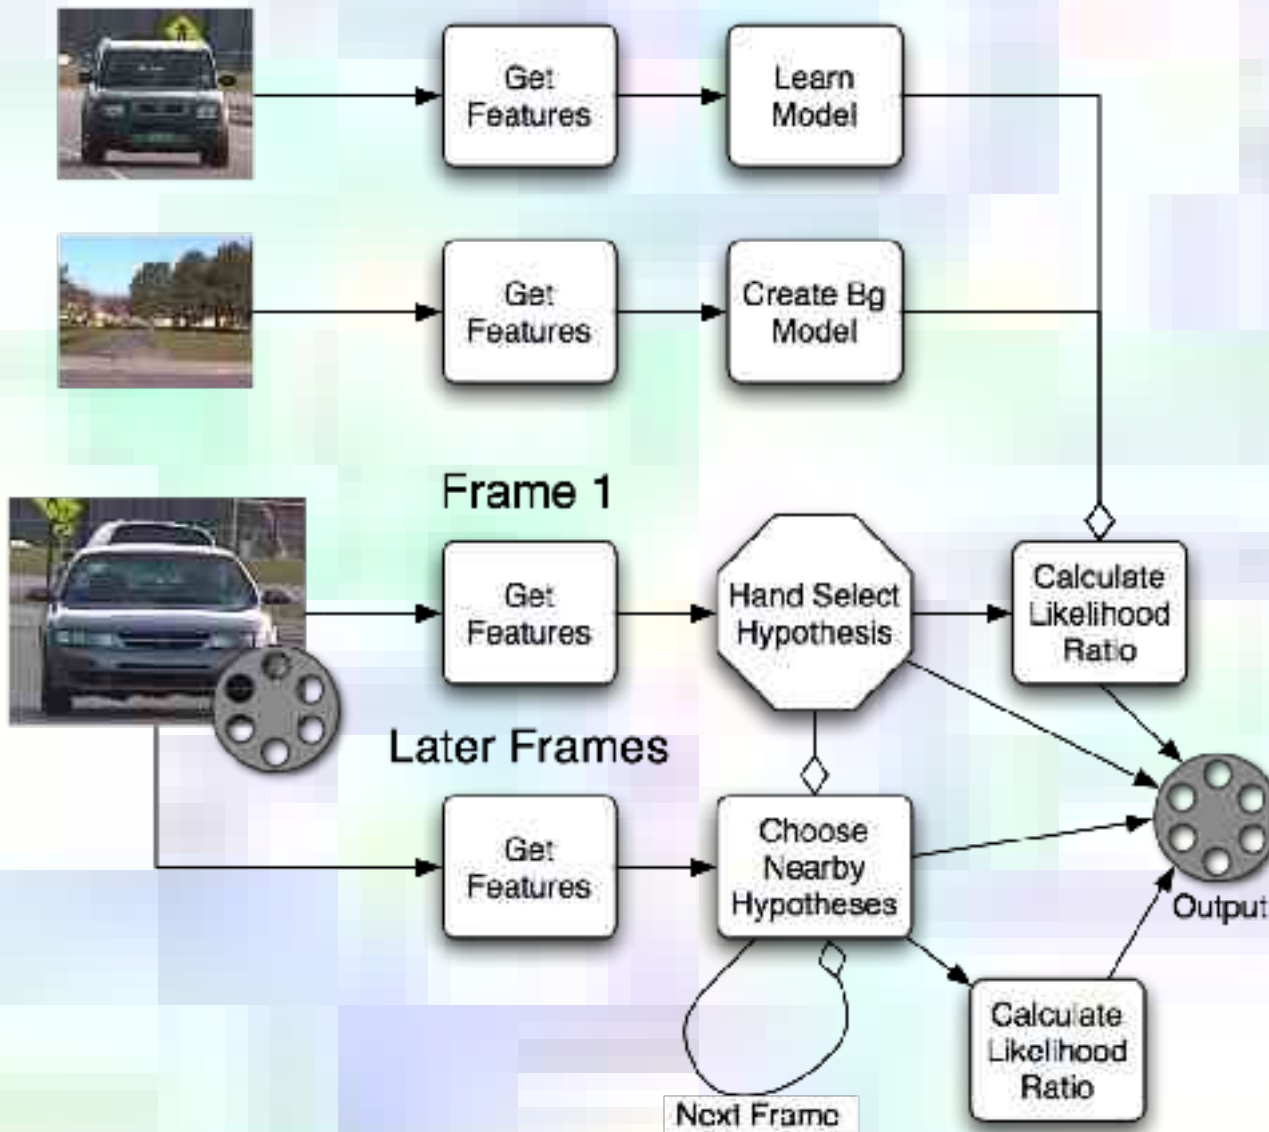 Get
Features
Learn
Model
Get
Features
Create Bg
Model
Frame 1
Get
Features
Hand Select
Hypothesis
Calculate
Likelihood
Ratio
Later Frames
Get
Features
Choose
Nearby
Hypotheses
Output
Calculate
Likelihood
Ratio
Next Frame